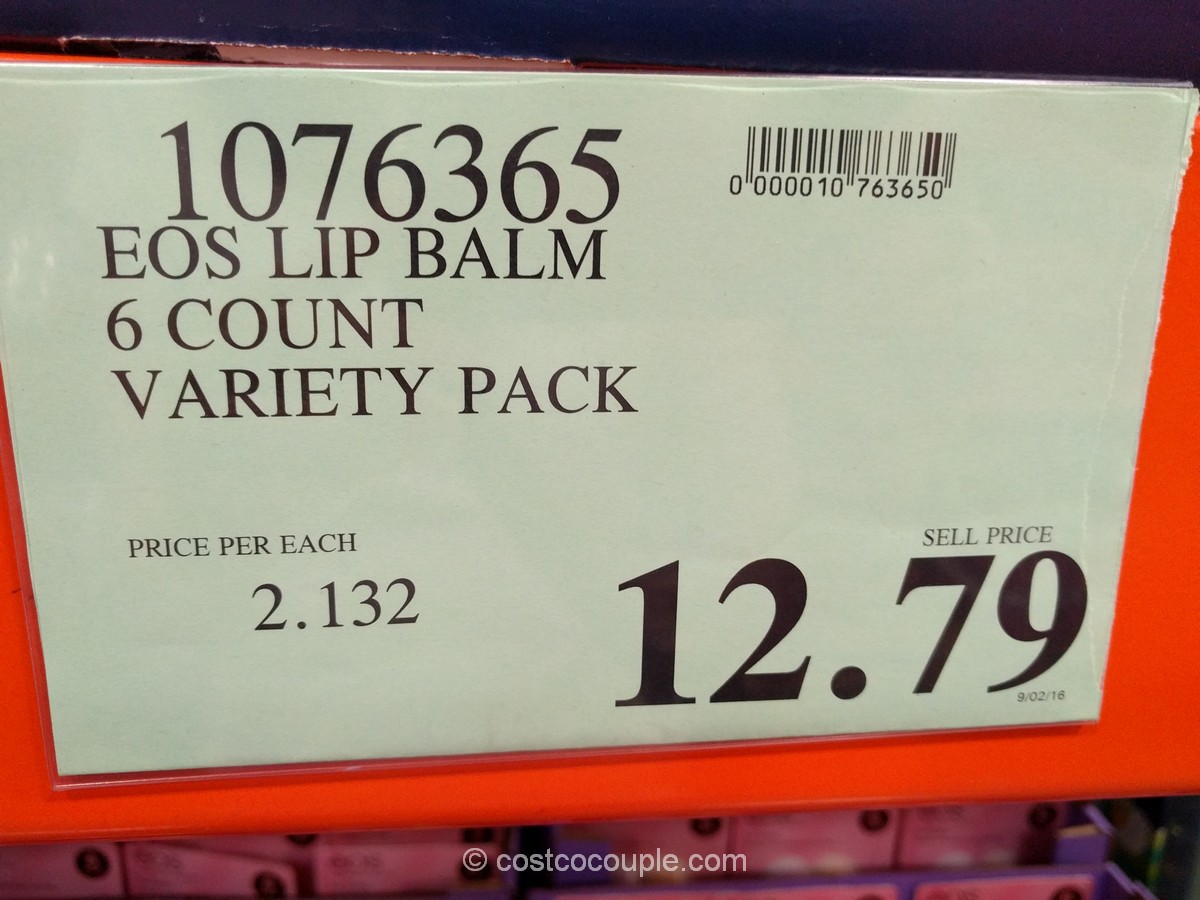 1076365
EOS LIP BALM
6 COUNT
VARIETY PACK
0 000010 763650
PRICE PER EACH
2.132
SELL PRICE
12.79
9/02/16
© costcocouple.com